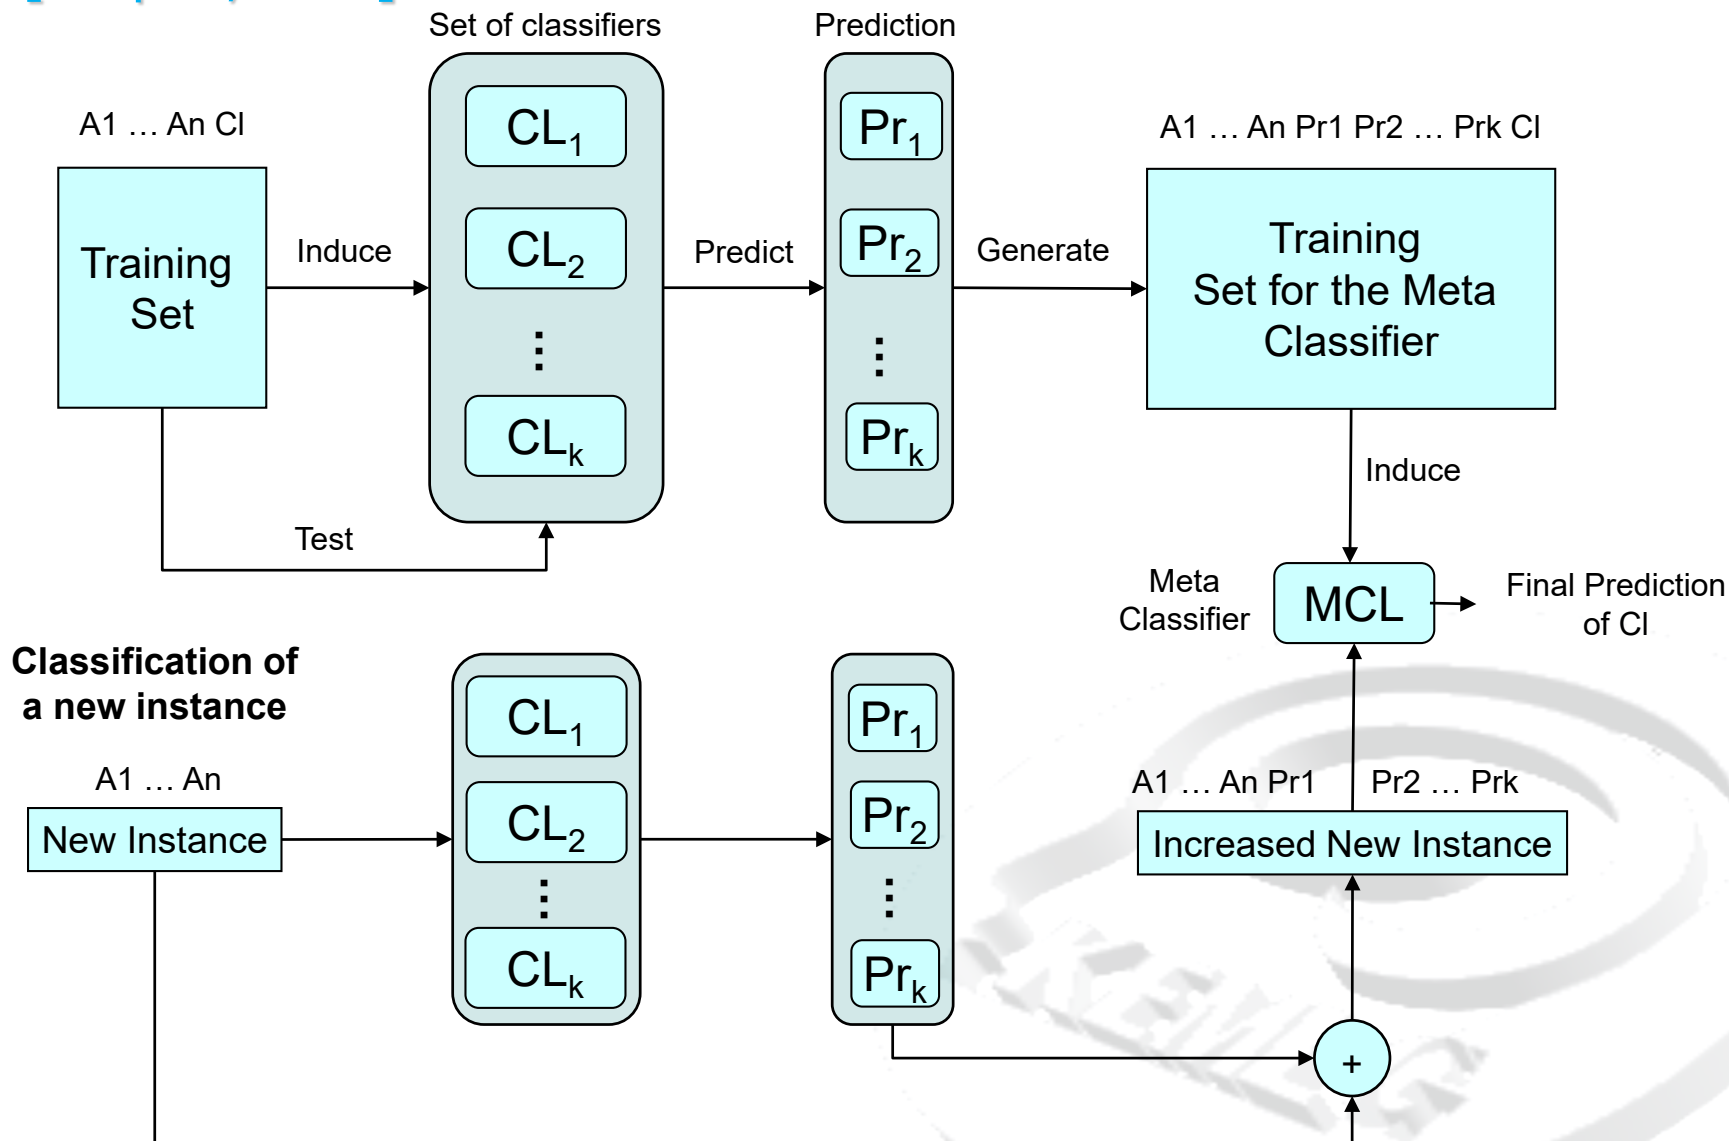 Set of classifiers
Prediction
A1 … An Cl
CL1
Pr1
A1 … An Pr1 Pr2 … Prk Cl
Training
Set
Induce
CL2
Predict
Pr2
Generate
Training
Set for the Meta
Classifier
⋮
⋮
CLk
Prk
Induce
Test
Meta
Classifier
MCL
Final Prediction
of Cl
Classification of
a new instance
CL1
Pr1
A1 … An
A1 … An Pr1
Pr2 … Prk
New Instance
CL2
Pr2
Increased New Instance
⋮
⋮
CLk
Prk
+
KEMLG